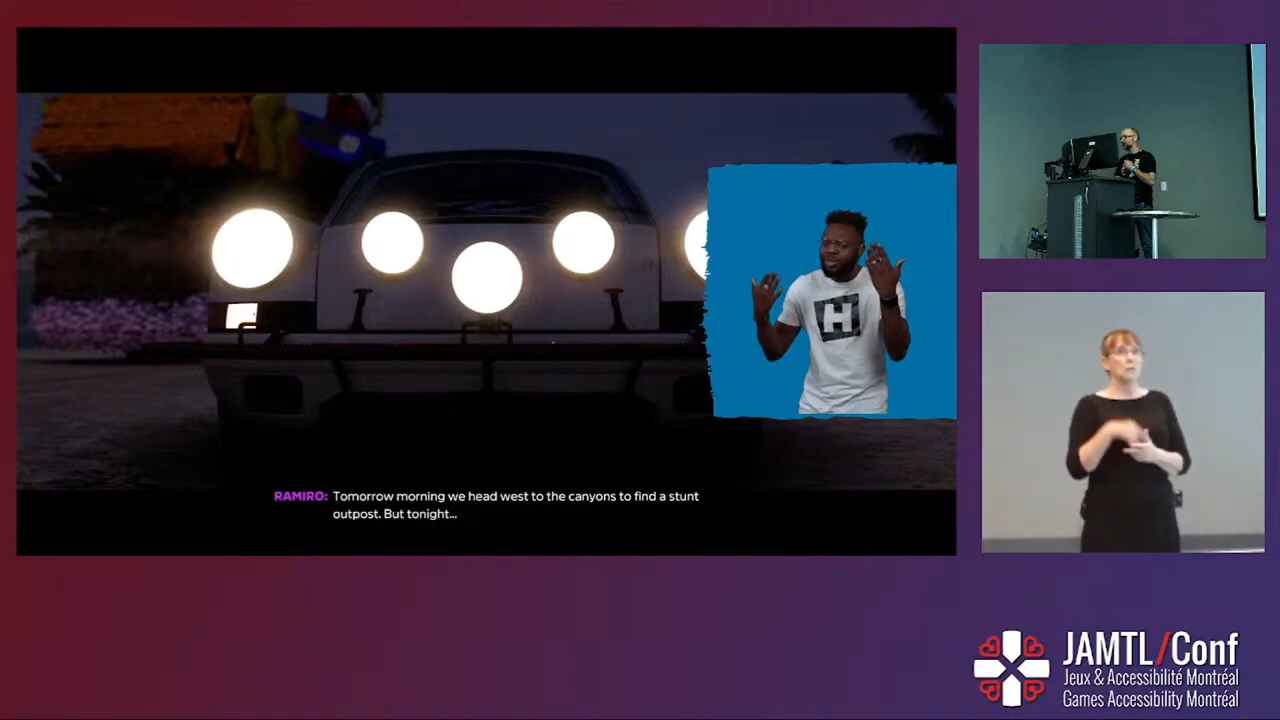 H
RAMIRO: Tomorrow morning we head west to the canyons to find a stunt
outpost. But tonight...
JAMTL/Conf
Jeux & Accessibilité Montréal
Games Accessibility Montréal